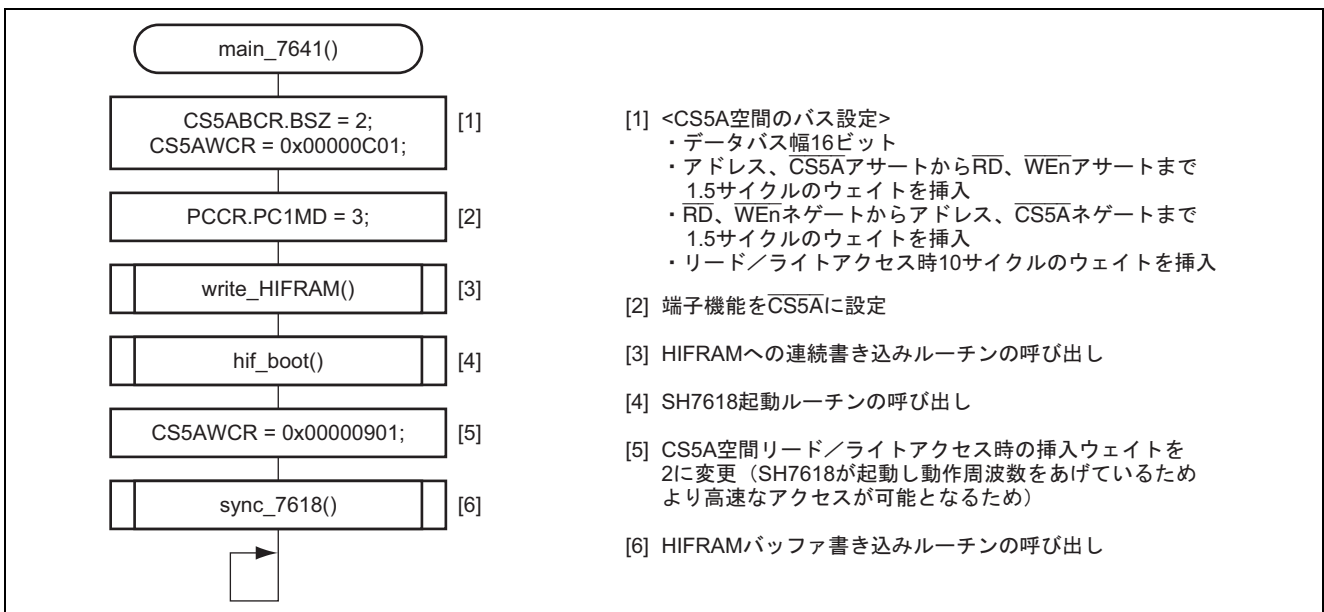 main_7641()
CS5ABCR.BSZ = 2;
CS5AWCR = 0x00000C01;
[1]
PCCR.PC1MD = 3;
[2]
write_HIFRAM()
[3]
hif_boot()
[4]
CS5AWCR = 0x00000901;
[5]
sync_7618()
[6]
[1] <CS5A空間のバス設定>
・データバス幅16ビット
・アドレス、CS5AアサートからRD、WEnアサートまで
1.5サイクルのウェイトを挿入
・RD、WEnネゲートからアドレス、CS5Aネゲートまで
1.5サイクルのウェイトを挿入
・リード／ライトアクセス時10サイクルのウェイトを挿入
[2] 端子機能をCS5Aに設定
[3] HIFRAMへの連続書き込みルーチンの呼び出し
[4] SH7618起動ルーチンの呼び出し
[5] CS5A空間リード／ライトアクセス時の挿入ウェイトを
2に変更（SH7618が起動し動作周波数をあげているため
より高速なアクセスが可能となるため）
[6] HIFRAMバッファ書き込みルーチンの呼び出し